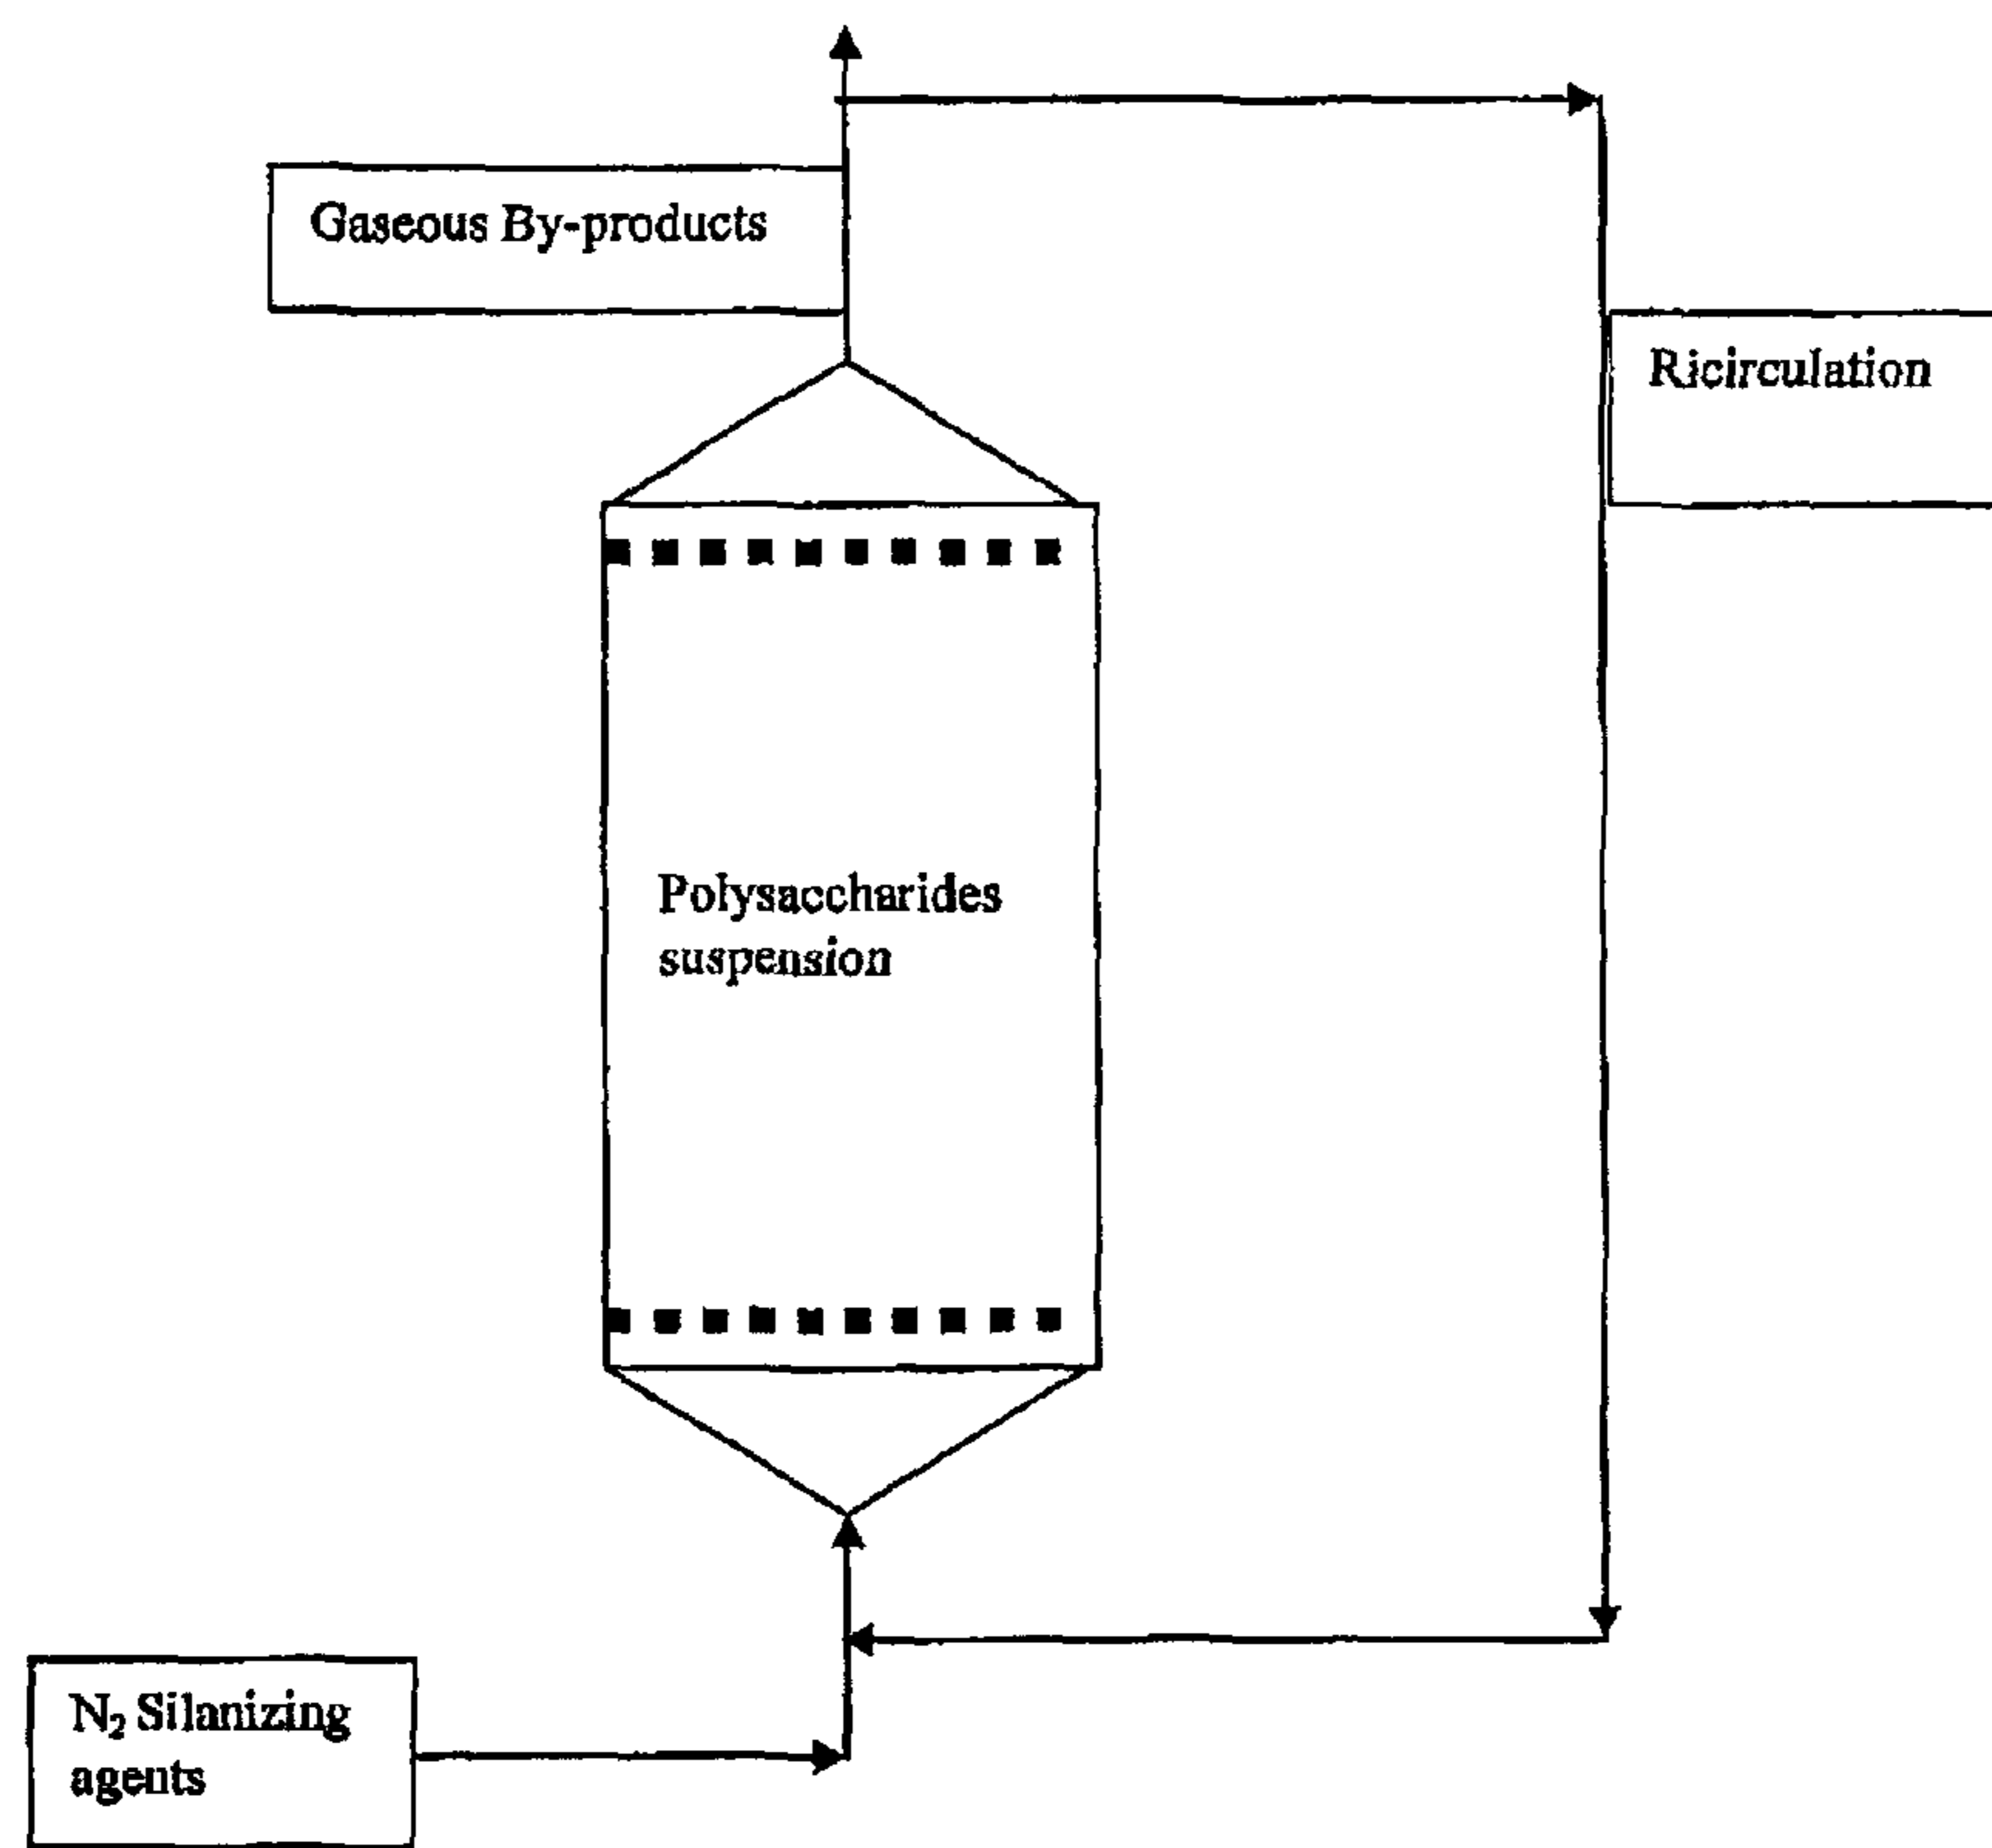 Gaseous By-products
Ricirculation
Polysaccharides
suspension
N₂ Silanizing
agents